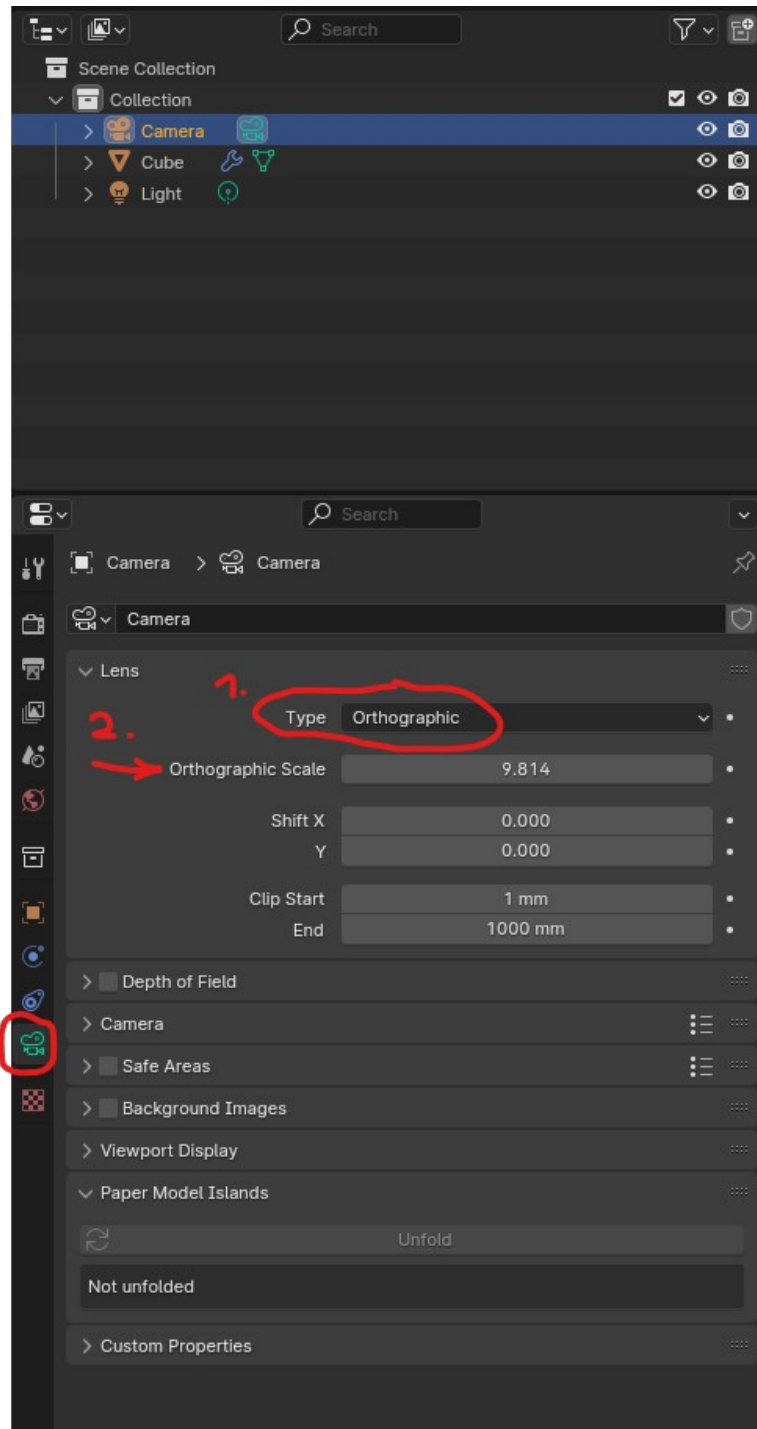 Search
Scene Collection
Collection
Camera
Cube
Light
Search
Camera > Camera
Camera
Lens
1.
Type Orthographic
2.
Orthographic Scale 9.814
Shift X 0.000
Y 0.000
Clip Start 1 mm
End 1000 mm
Depth of Field
Camera
Safe Areas
Background Images
Viewport Display
Paper Model Islands
Unfold
Not unfolded
Custom Properties